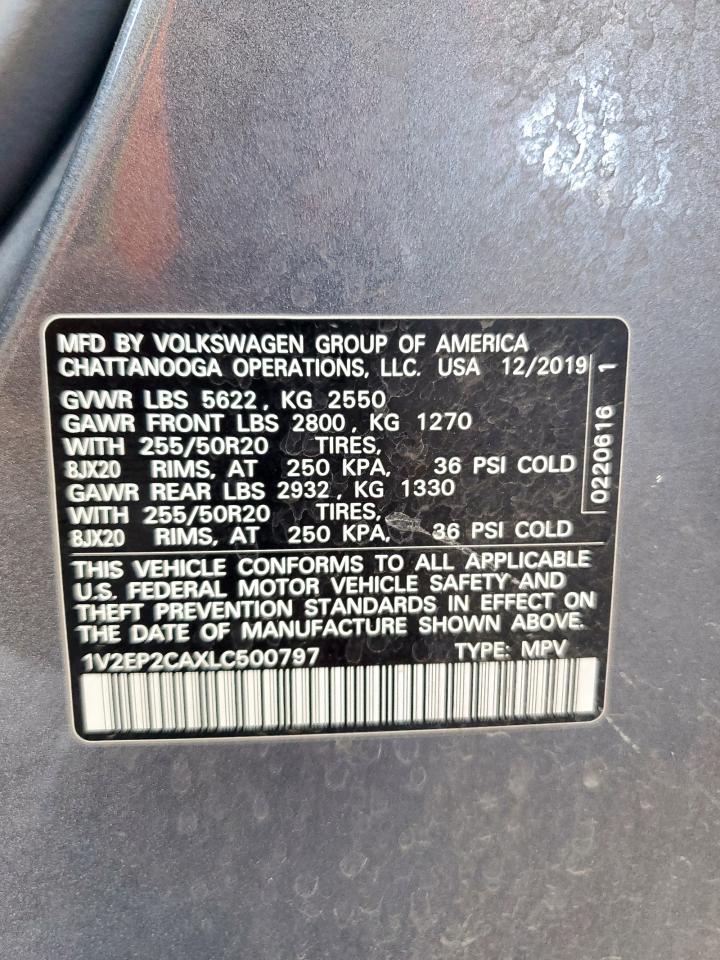 MFD BY VOLKSWAGEN GROUP OF AMERICA
CHATTANOOGA OPERATIONS, LLC. USA 12/2019
GVWR LBS 5622, KG 2550
GAWR FRONT LBS 2800, KG 1270
WITH 255/50R20 TIRES,
8JX20 RIMS, AT 250 KPA, 36 PSI COLD
GAWR REAR LBS 2932, KG 1330
WITH 255/50R20 TIRES,
8JX20 RIMS, AT 250 KPA, 36 PSI COLD
0220616 1
THIS VEHICLE CONFORMS TO ALL APPLICABLE
U.S. FEDERAL MOTOR VEHICLE SAFETY AND
THEFT PREVENTION STANDARDS IN EFFECT ON
THE DATE OF MANUFACTURE SHOWN ABOVE.
1V2EP2CAXLC500797 TYPE: MPV